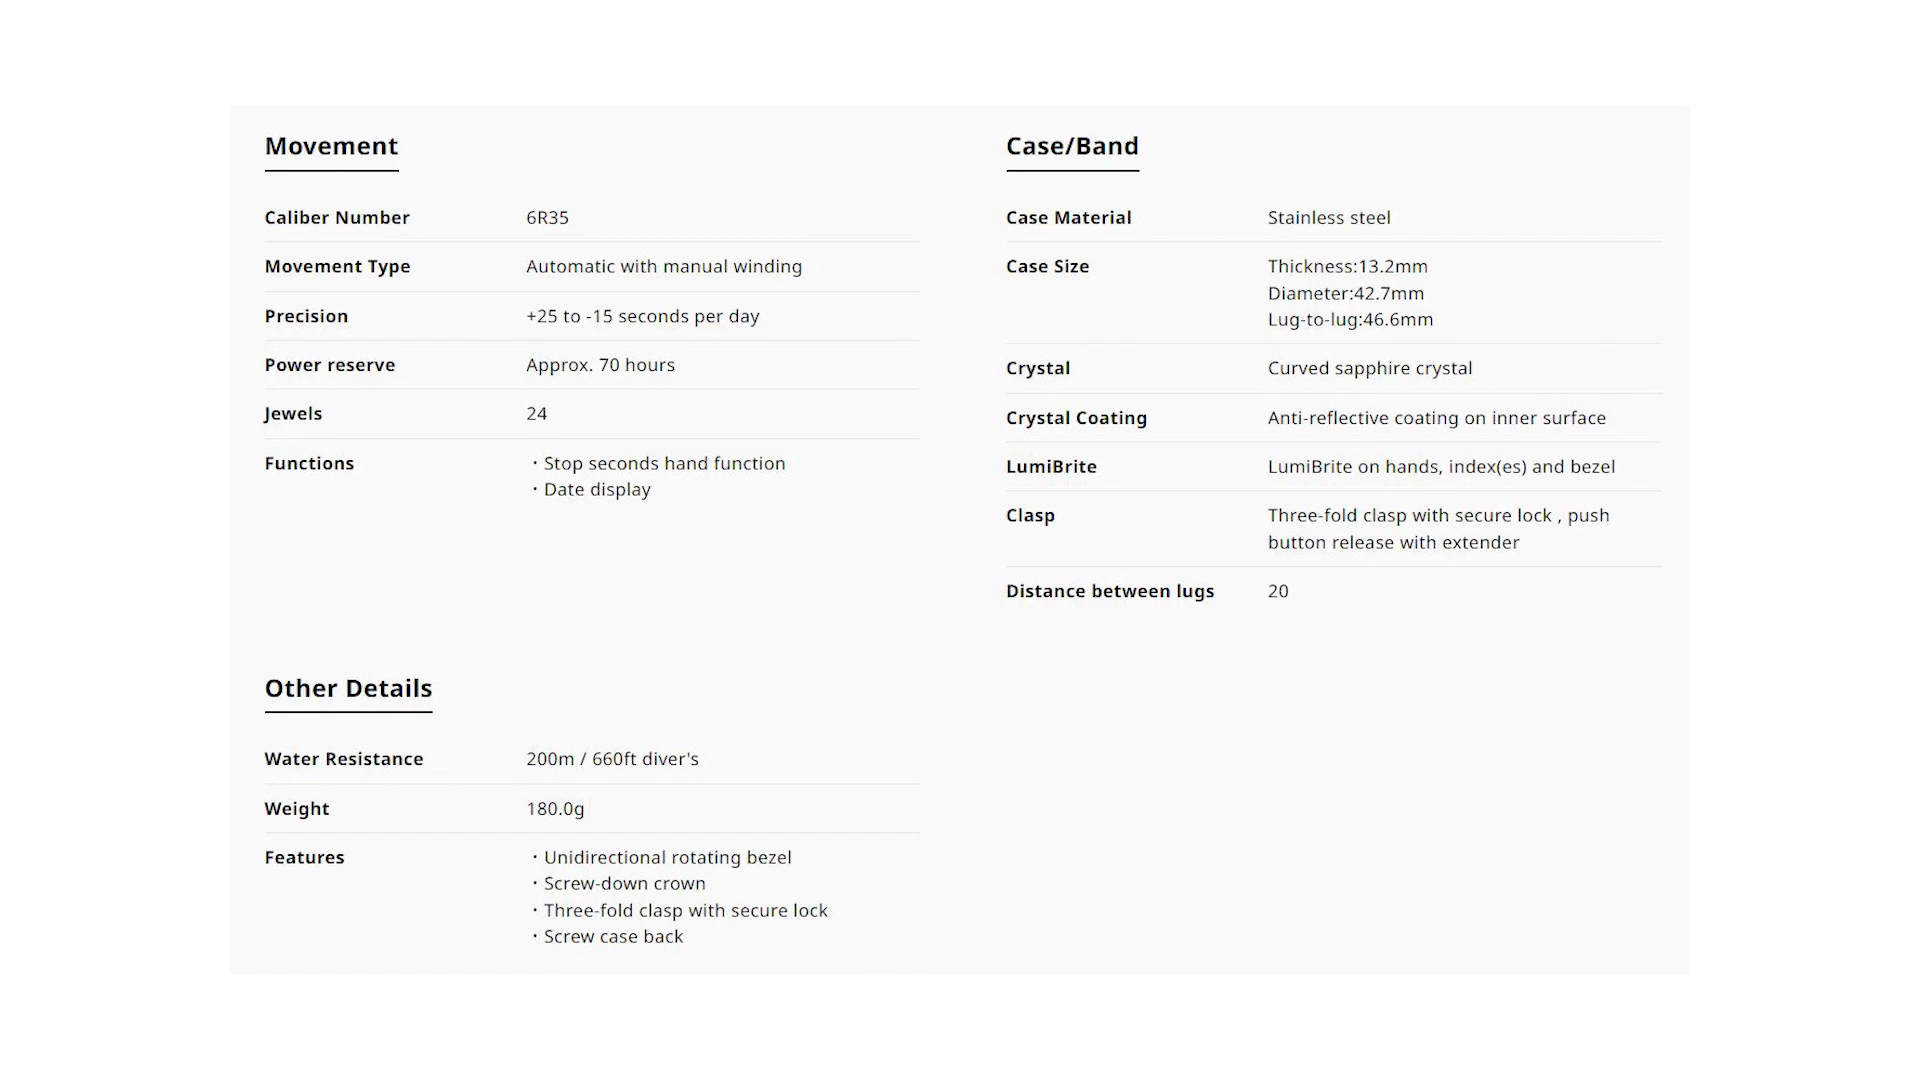 Movement
Caliber Number 6R35
Movement Type Automatic with manual winding
Precision +25 to -15 seconds per day
Power reserve Approx. 70 hours
Jewels 24
Functions ・Stop seconds hand function
・Date display
Case/Band
Case Material Stainless steel
Case Size Thickness:13.2mm
Diameter:42.7mm
Lug-to-lug:46.6mm
Crystal Curved sapphire crystal
Crystal Coating Anti-reflective coating on inner surface
LumiBrite LumiBrite on hands, index(es) and bezel
Clasp Three-fold clasp with secure lock , push
button release with extender
Distance between lugs 20
Other Details
Water Resistance 200m / 660ft diver's
Weight 180.0g
Features ・Unidirectional rotating bezel
・Screw-down crown
・Three-fold clasp with secure lock
・Screw case back